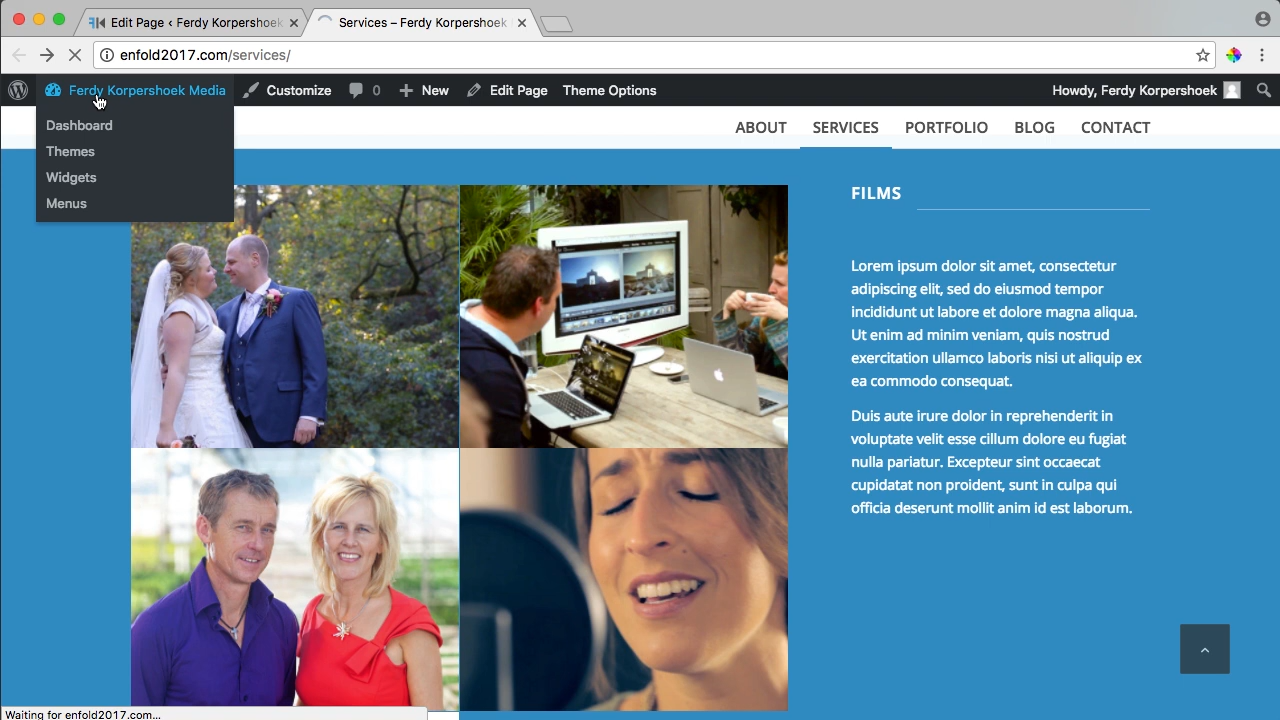 Edit Page ‹ Ferdy Korpershoek
Services – Ferdy Korpershoek
enfold2017.com/services/
Ferdy Korpershoek Media
Customize
0
New
Edit Page
Theme Options
Howdy, Ferdy Korpershoek
Dashboard
Themes
Widgets
Menus
ABOUT
SERVICES
PORTFOLIO
BLOG
CONTACT
FILMS
Lorem ipsum dolor sit amet, consectetur
adipiscing elit, sed do eiusmod tempor
incididunt ut labore et dolore magna aliqua.
Ut enim ad minim veniam, quis nostrud
exercitation ullamco laboris nisi ut aliquip ex
ea commodo consequat.
Duis aute irure dolor in reprehenderit in
voluptate velit esse cillum dolore eu fugiat
nulla pariatur. Excepteur sint occaecat
cupidatat non proident, sunt in culpa qui
officia deserunt mollit anim id est laborum.
Waiting for enfold2017.com...